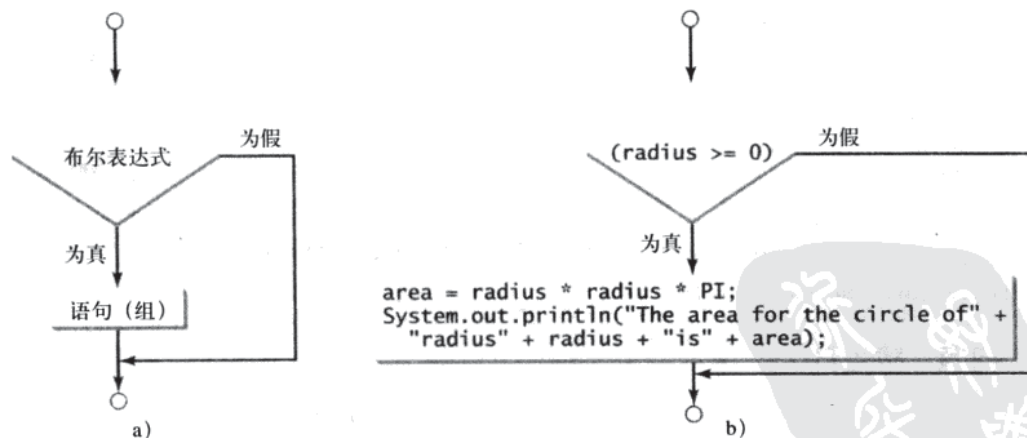 为假
布尔表达式
为真
语句（组）
a)
为假
(radius >= 0)
为真
area = radius * radius * PI;
System.out.println("The area for the circle of" +
"radius" + radius + "is" + area);
b)